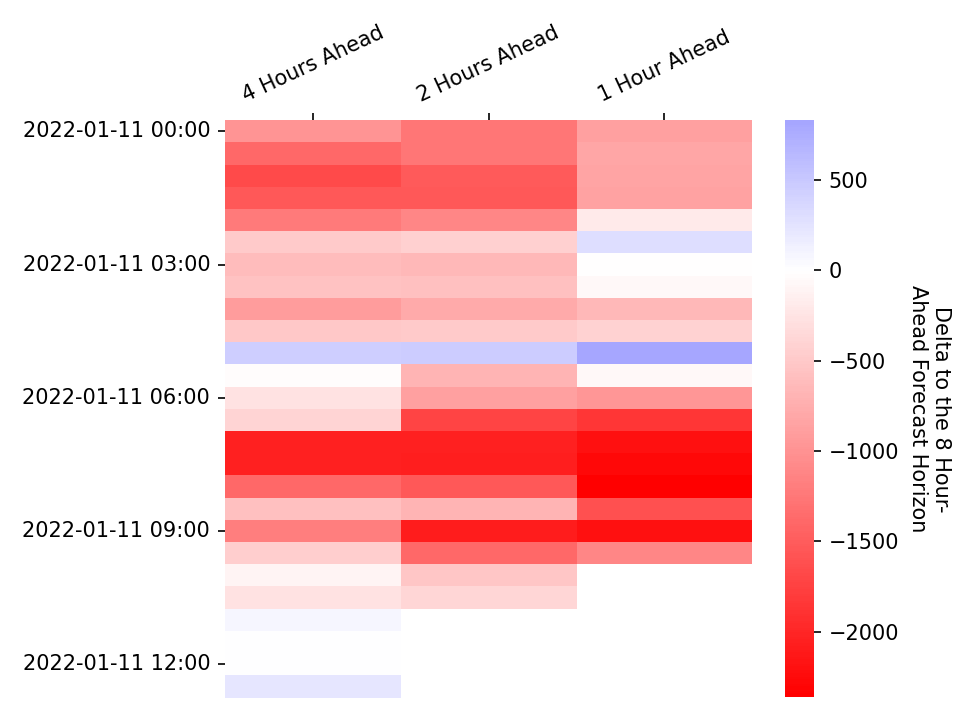 4 Hours Ahead
2 Hours Ahead
1 Hour Ahead
2022-01-11 00:00
2022-01-11 03:00
2022-01-11 06:00
2022-01-11 09:00
2022-01-11 12:00
500
0
−500
−1000
−1500
−2000
Delta to the 8 Hour-
Ahead Forecast Horizon